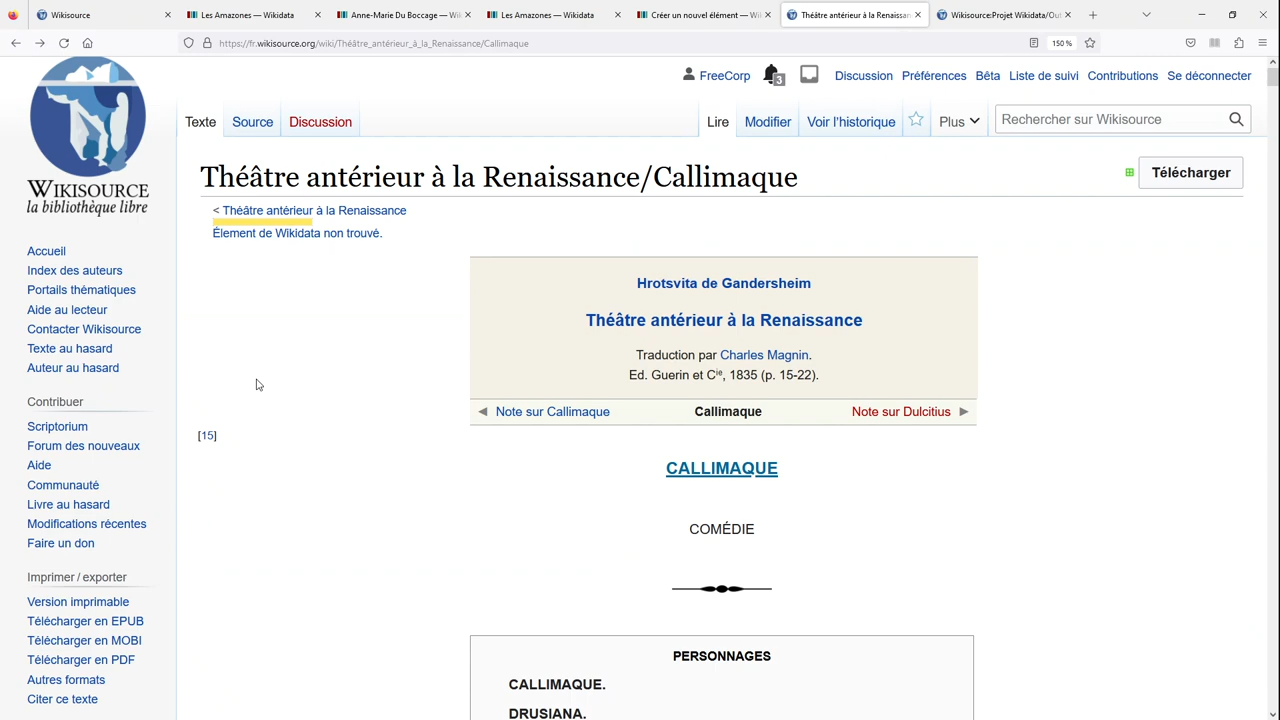 Wikisource
Les Amazones — Wikidata
Anne-Marie Du Boccage — Wiki
Les Amazones — Wikidata
Créer un nouvel élément — Wi
Théâtre antérieur à la Renaissan
Wikisource:Projet Wikidata/Out
https://fr.wikisource.org/wiki/Théâtre_antérieur_à_la_Renaissance/Callimaque
150 %
FreeCorp
3
Discussion Préférences Bêta Liste de suivi Contributions Se déconnecter
Texte Source Discussion
Lire Modifier Voir l'historique Plus
Rechercher sur Wikisource
WIKISOURCE
la bibliothèque libre
Théâtre antérieur à la Renaissance/Callimaque
Télécharger
< Théâtre antérieur à la Renaissance
Élement de Wikidata non trouvé.
Accueil
Index des auteurs
Portails thématiques
Aide au lecteur
Contacter Wikisource
Texte au hasard
Auteur au hasard
Contribuer
Scriptorium
Forum des nouveaux
Aide
Communauté
Livre au hasard
Modifications récentes
Faire un don
Imprimer / exporter
Version imprimable
Télécharger en EPUB
Télécharger en MOBI
Télécharger en PDF
Autres formats
Citer ce texte
Hrotsvita de Gandersheim
Théâtre antérieur à la Renaissance
Traduction par Charles Magnin.
Ed. Guerin et Cie, 1835 (p. 15-22).
◄ Note sur Callimaque
Callimaque
Note sur Dulcitius ►
[15]
CALLIMAQUE
COMÉDIE
PERSONNAGES
CALLIMAQUE.
DRUSIANA.